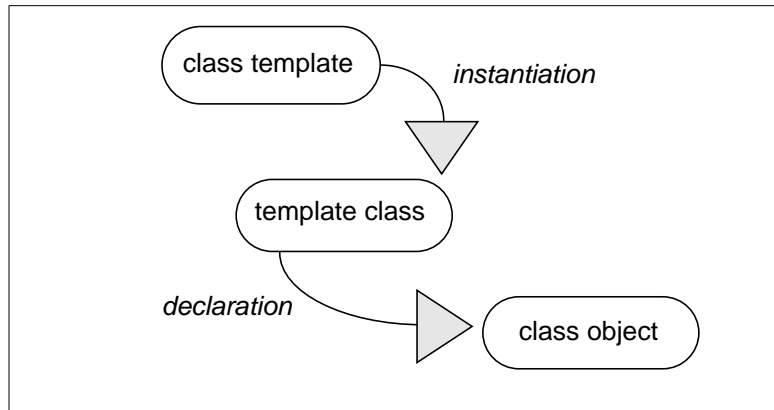 class template
instantiation
template class
declaration
class object